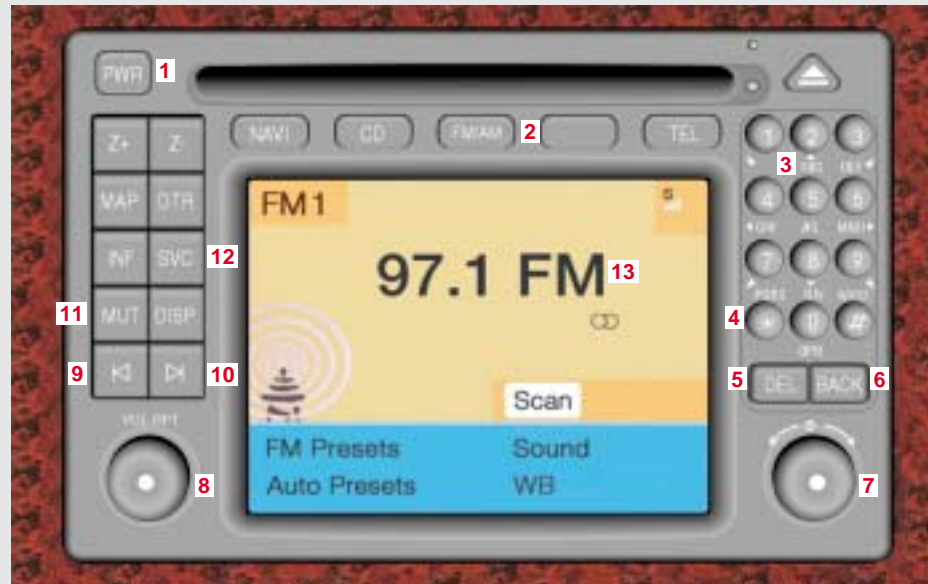 PWR 1
NAVI CD FM/AM 2 TEL
Z+ Z-
MAP DTR
INF SVC 12
11 MUT DISP
9 10
VOL RPT
8
FM1 S
97.1 FM 13
Scan
FM Presets Sound
Auto Presets WB
1 2 3
3
4 5 6
7 8 9
4 * 0 #
5 DEL BACK 6
7